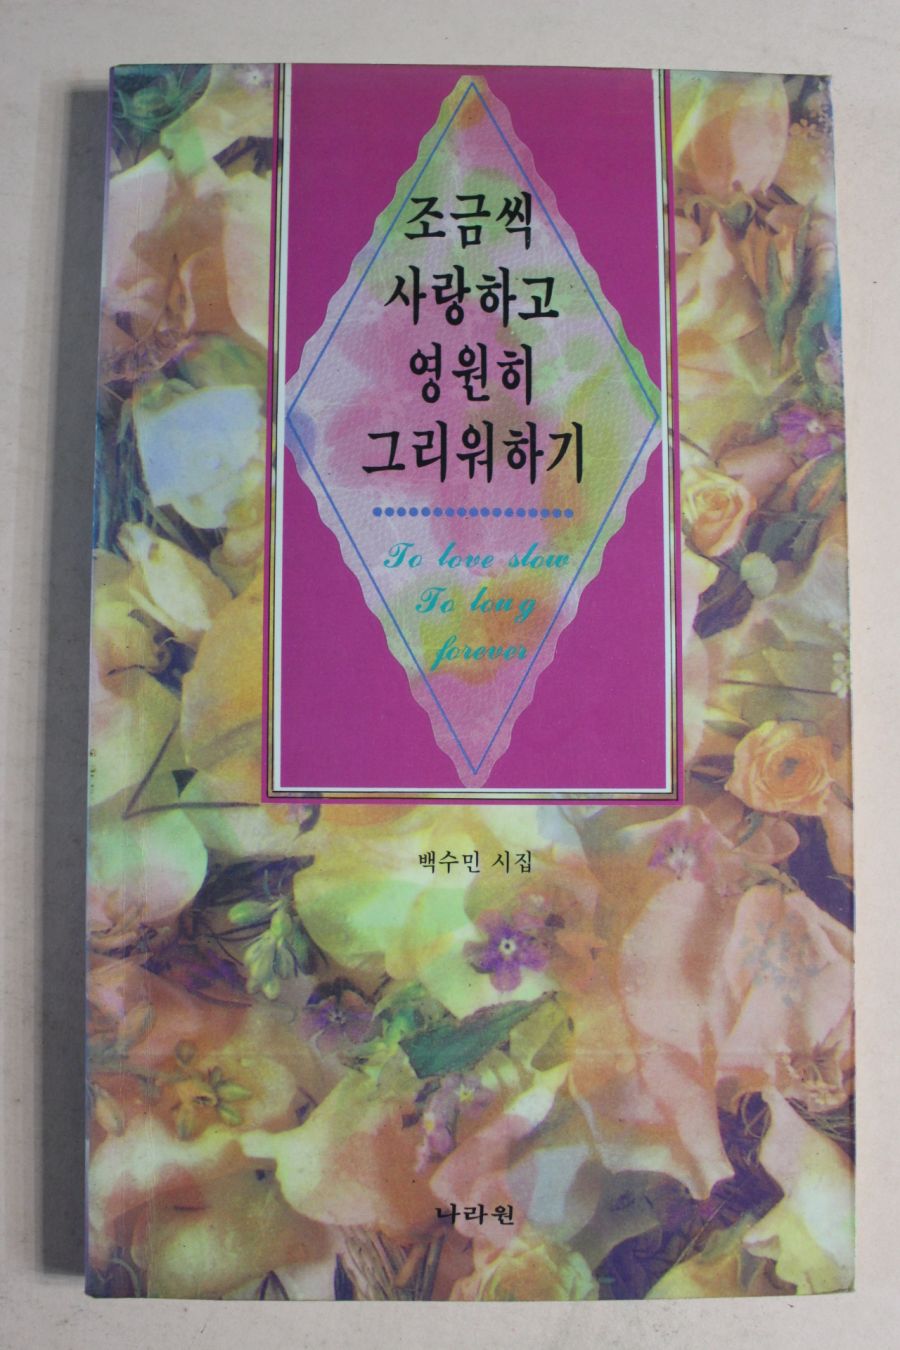 조금씩
사랑하고
영원히
그리워하기
To love slow
To long
forever
백수민 시집
나라원